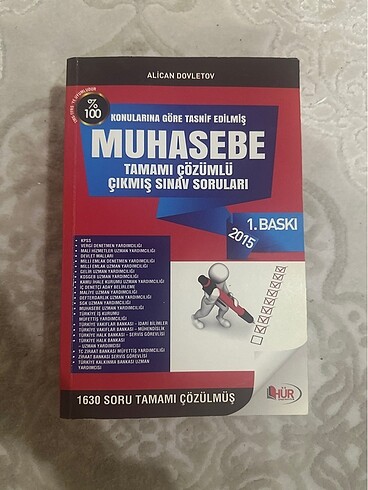 ALİCAN DOVLETOV
%
100
KONULARINA GÖRE TASNİF EDİLMİŞ
MUHASEBE
TAMAMI ÇÖZÜMLÜ
ÇIKMIŞ SINAV SORULARI
1. BASKI
2015
- KPSS
- VERGİ DENETMEN YARDIMCILIĞI
- MALİ HİZMETLER UZMAN YARDIMCILIĞI
- DEVLET MALLARI
- MİLLİ EMLAK DENETMEN YARDIMCILIĞI
- MİLLİ EMLAK UZMAN YARDIMCILIĞI
- GELİR UZMAN YARDIMCILIĞI
- KOSGEB UZMAN YARDIMCILIĞI
- KAMU İHALE KURUMU UZMAN YARDIMCILIĞI
- İÇ DENETÇİ ADAY BELİRLEME
- MALİYE UZMAN YARDIMCILIĞI
- DEFTERDARLIK UZMAN YARDIMCILIĞI
- SGK UZMAN YARDIMCILIĞI
- MUHASEBE UZMAN YARDIMCILIĞI
- TÜRKİYE İŞ KURUMU
MÜFETTİŞ YARDIMCILIĞI
- TÜRKİYE VAKIFLAR BANKASI - İDARİ BİLİMLER
- TÜRKİYE VAKIFLAR BANKASI - MÜHENDİSLİK
- TÜRKİYE HALK BANKASI - SERVİS GÖREVLİSİ
- TÜRKİYE HALK BANKASI
- UZMAN YARDIMCISI
- TC ZİRAAT BANKASI MÜFETTİŞ YARDIMCILIĞI
- ZİRAAT BANKASI SERVİS GÖREVLİSİ
- TÜRKİYE KALKINMA BANKASI UZMAN
YARDIMCISI
HÜR
1630 SORU TAMAMI ÇÖZÜLMÜŞ